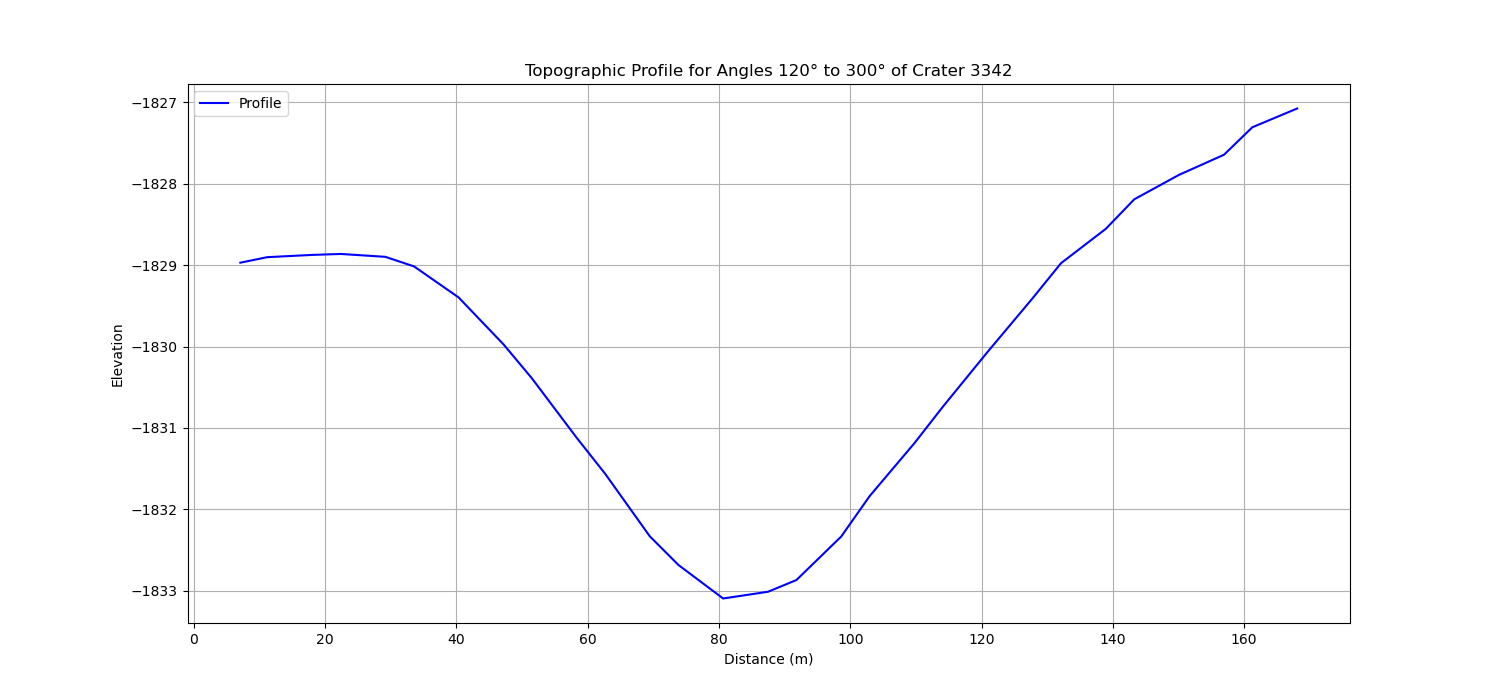 Topographic Profile for Angles 120° to 300° of Crater 3342
Profile
−1827
−1828
−1829
−1830
−1831
−1832
−1833
Elevation
0 20 40 60 80 100 120 140 160
Distance (m)